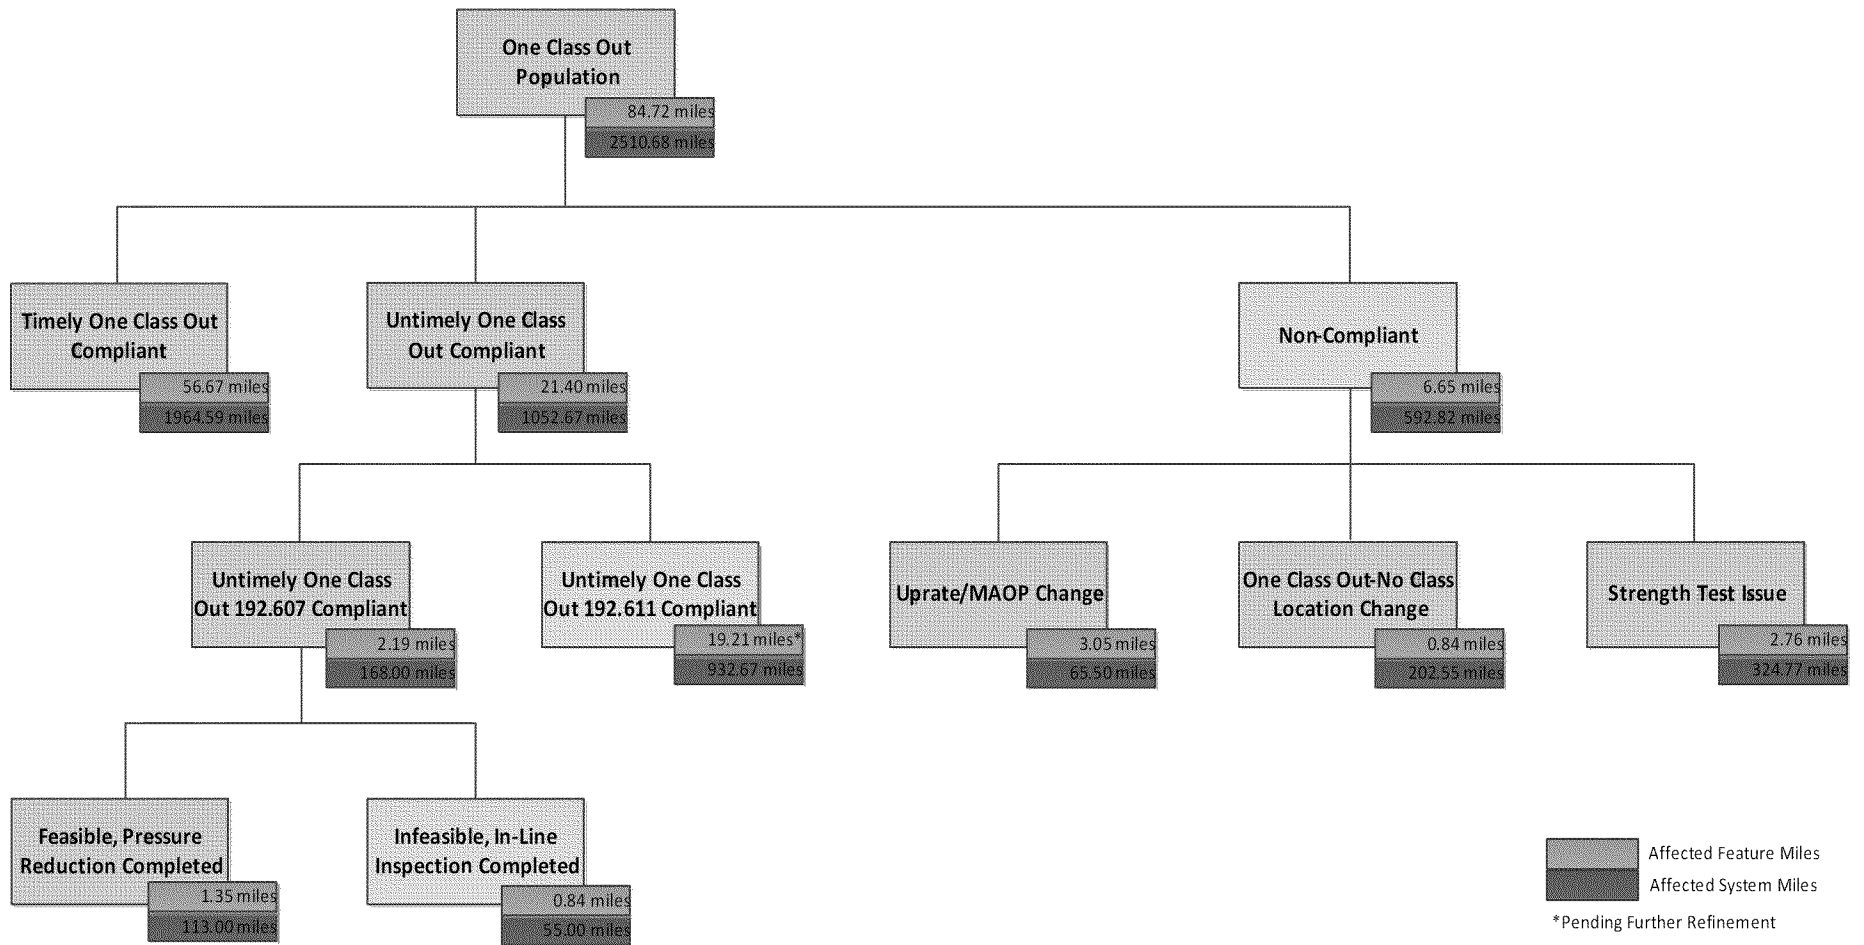 One Class Out
Population
84.72 miles
2510.68 miles
Timely One Class Out
Compliant
56.67 miles
1964.59 miles
Untimely One Class
Out Compliant
21.40 miles
1052.67 miles
Non-Compliant
6.65 miles
592.82 miles
Untimely One Class
Out 192.607 Compliant
2.19 miles
168.00 miles
Untimely One Class
Out 192.611 Compliant
19.21 miles*
932.67 miles
Uprate/MAOP Change
3.05 miles
65.50 miles
One Class Out-No Class
Location Change
0.84 miles
202.55 miles
Strength Test Issue
2.76 miles
324.77 miles
Feasible, Pressure
Reduction Completed
1.35 miles
113.00 miles
Infeasible, In-Line
Inspection Completed
0.84 miles
55.00 miles
Affected Feature Miles
Affected System Miles
*Pending Further Refinement